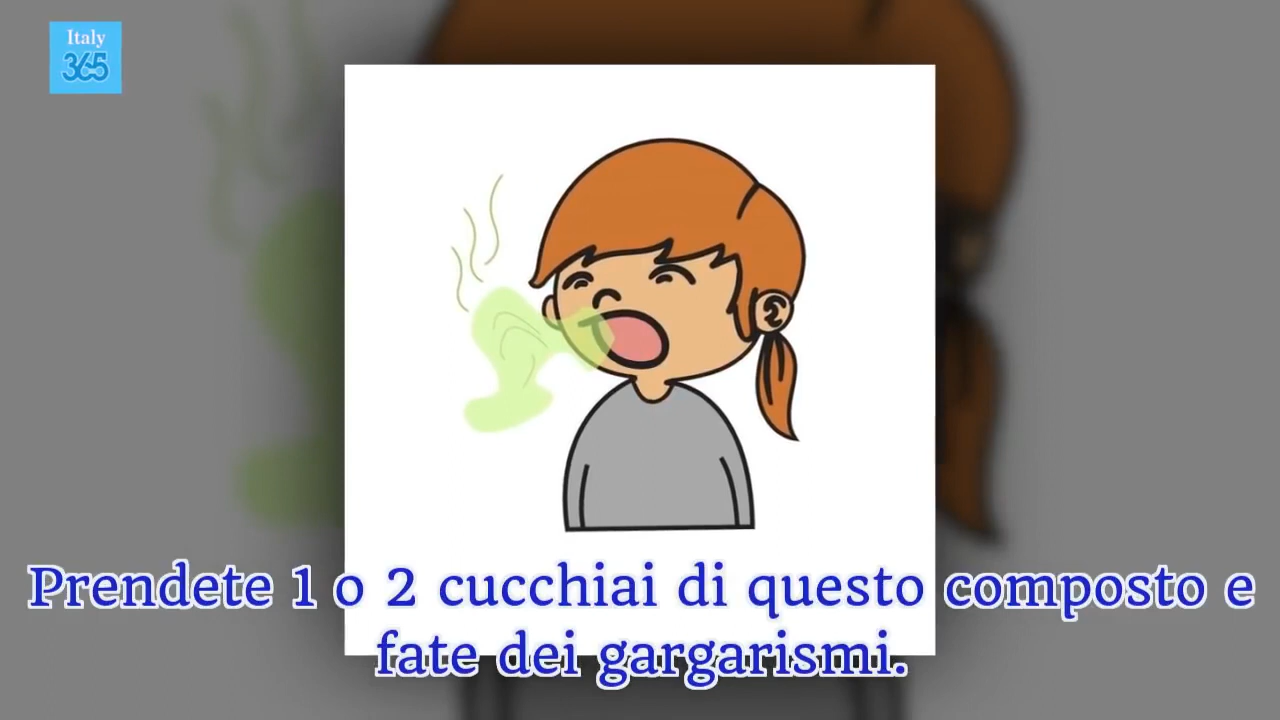 Italy
365
Prendete 1 o 2 cucchiai di questo composto e
fate dei gargarismi.